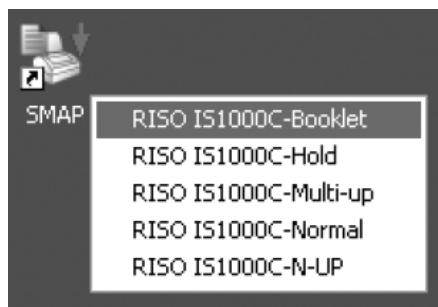 SMAP
RISO IS1000C-Booklet
RISO IS1000C-Hold
RISO IS1000C-Multi-up
RISO IS1000C-Normal
RISO IS1000C-N-UP